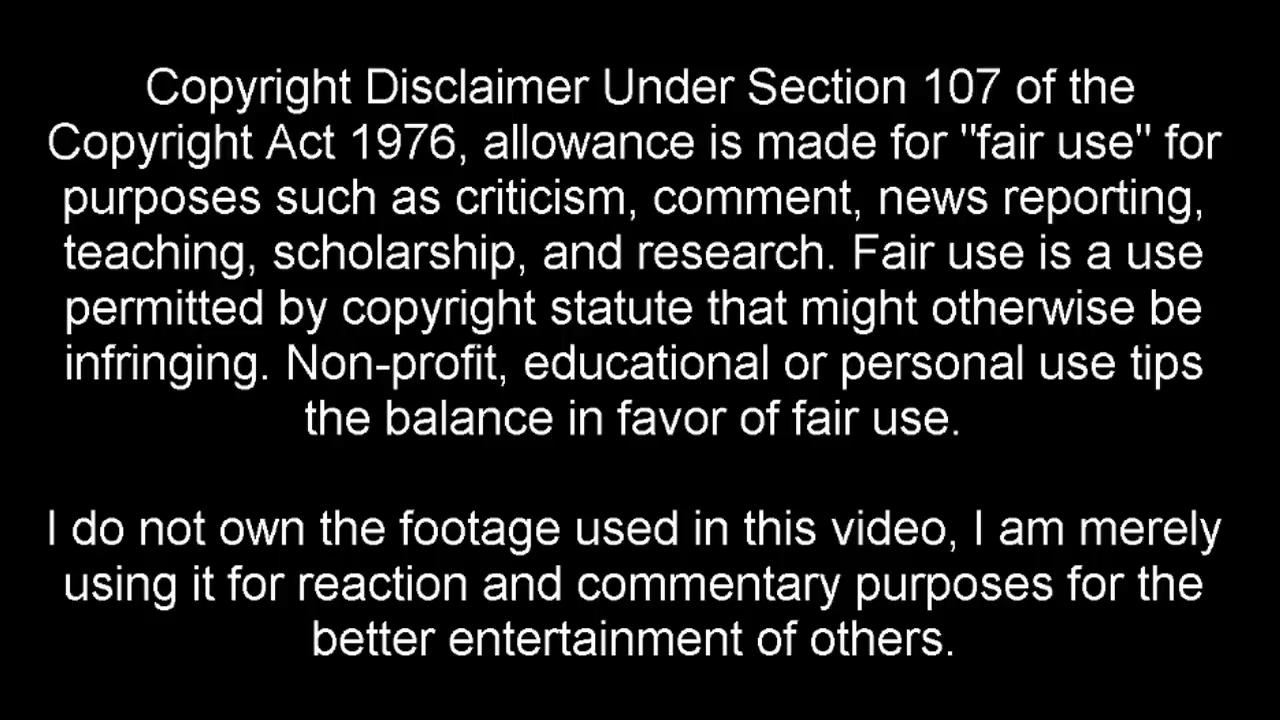 Copyright Disclaimer Under Section 107 of the
Copyright Act 1976, allowance is made for "fair use" for
purposes such as criticism, comment, news reporting,
teaching, scholarship, and research. Fair use is a use
permitted by copyright statute that might otherwise be
infringing. Non-profit, educational or personal use tips
the balance in favor of fair use.
I do not own the footage used in this video, I am merely
using it for reaction and commentary purposes for the
better entertainment of others.